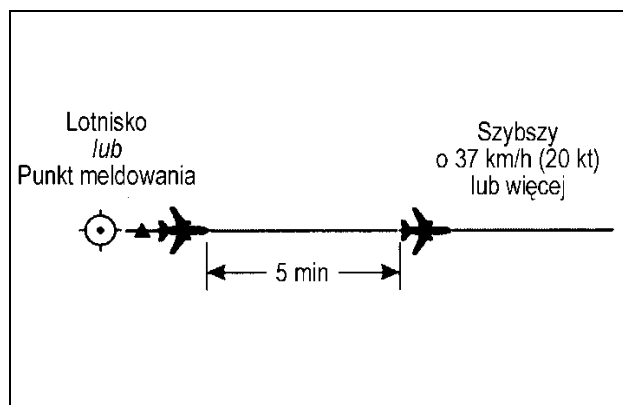 Lotnisko
lub
Punkt meldowania
Szybszy
o 37 km/h (20 kt)
lub więcej
5 min